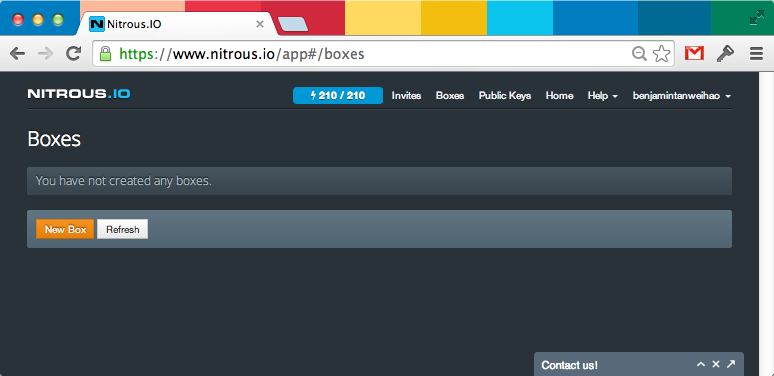 Nitrous.IO
https://www.nitrous.io/app#/boxes
NITROUS.IO 210 / 210 Invites Boxes Public Keys Home Help benjamintanweihao
Boxes
You have not created any boxes.
New Box Refresh
Contact us!